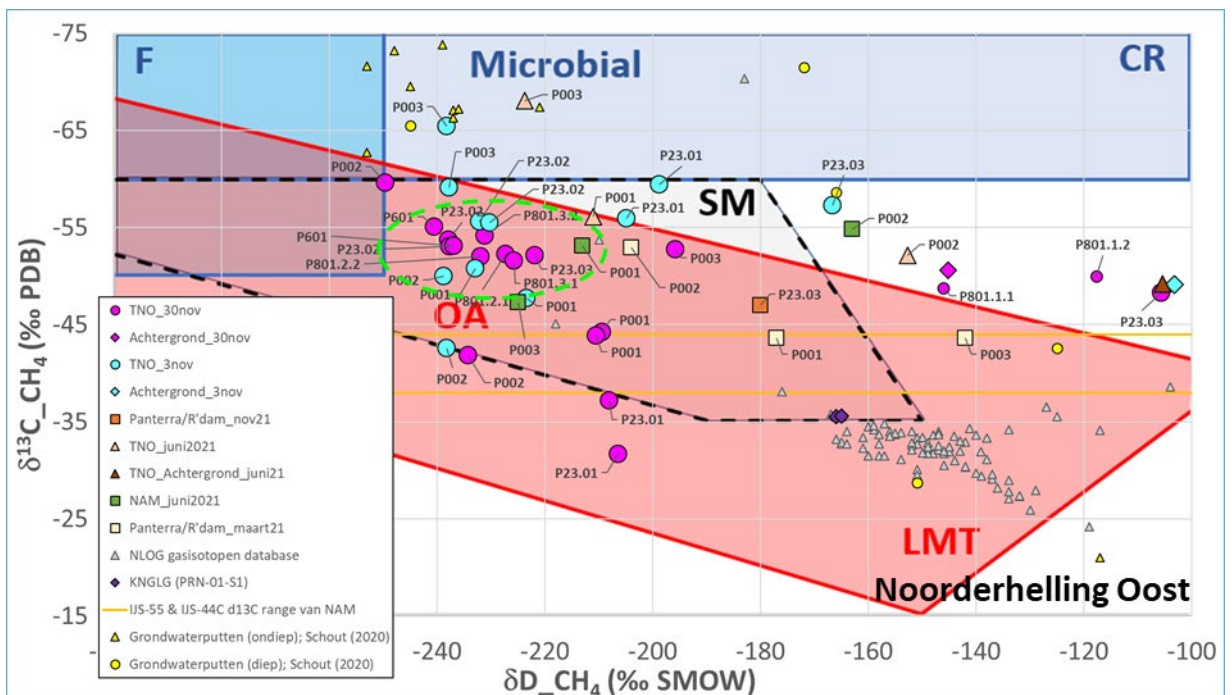 -75
-65
-55
-45
-35
-25
-15
δ¹³C_CH₄ (‰ PDB)
F
Microbial
CR
P003
P003
P002
P003
P23.02
P23.02
P23.01
P23.03
P001
P23.01
SM
P601
P23.02
P801.3.2
P002
P601
P23.02
P801.2.2
P23.03
P001
P002
P003
P002
P801.1.2
P002
P001
P801.2.1
P801.3.1
P001
P23.03
P801.1.1
P23.03
OA
P003
P001
P001
P001
P003
P002
P002
P23.01
P23.01
TNO_30nov
Achtergrond_30nov
TNO_3nov
Achtergrond_3nov
Panterra/R'dam_nov21
TNO_juni2021
TNO_Achtergrond_juni21
NAM_juni2021
Panterra/R'dam_maart21
NLOG gasisotopen database
KNGLG (PRN-01-S1)
IJS-55 & IJS-44C d13C range van NAM
Grondwaterputten (ondiep); Schout (2020)
Grondwaterputten (diep); Schout (2020)
LMT
Noorderhelling Oost
-240
-220
-200
-180
-160
-140
-120
-100
δD_CH₄ (‰ SMOW)